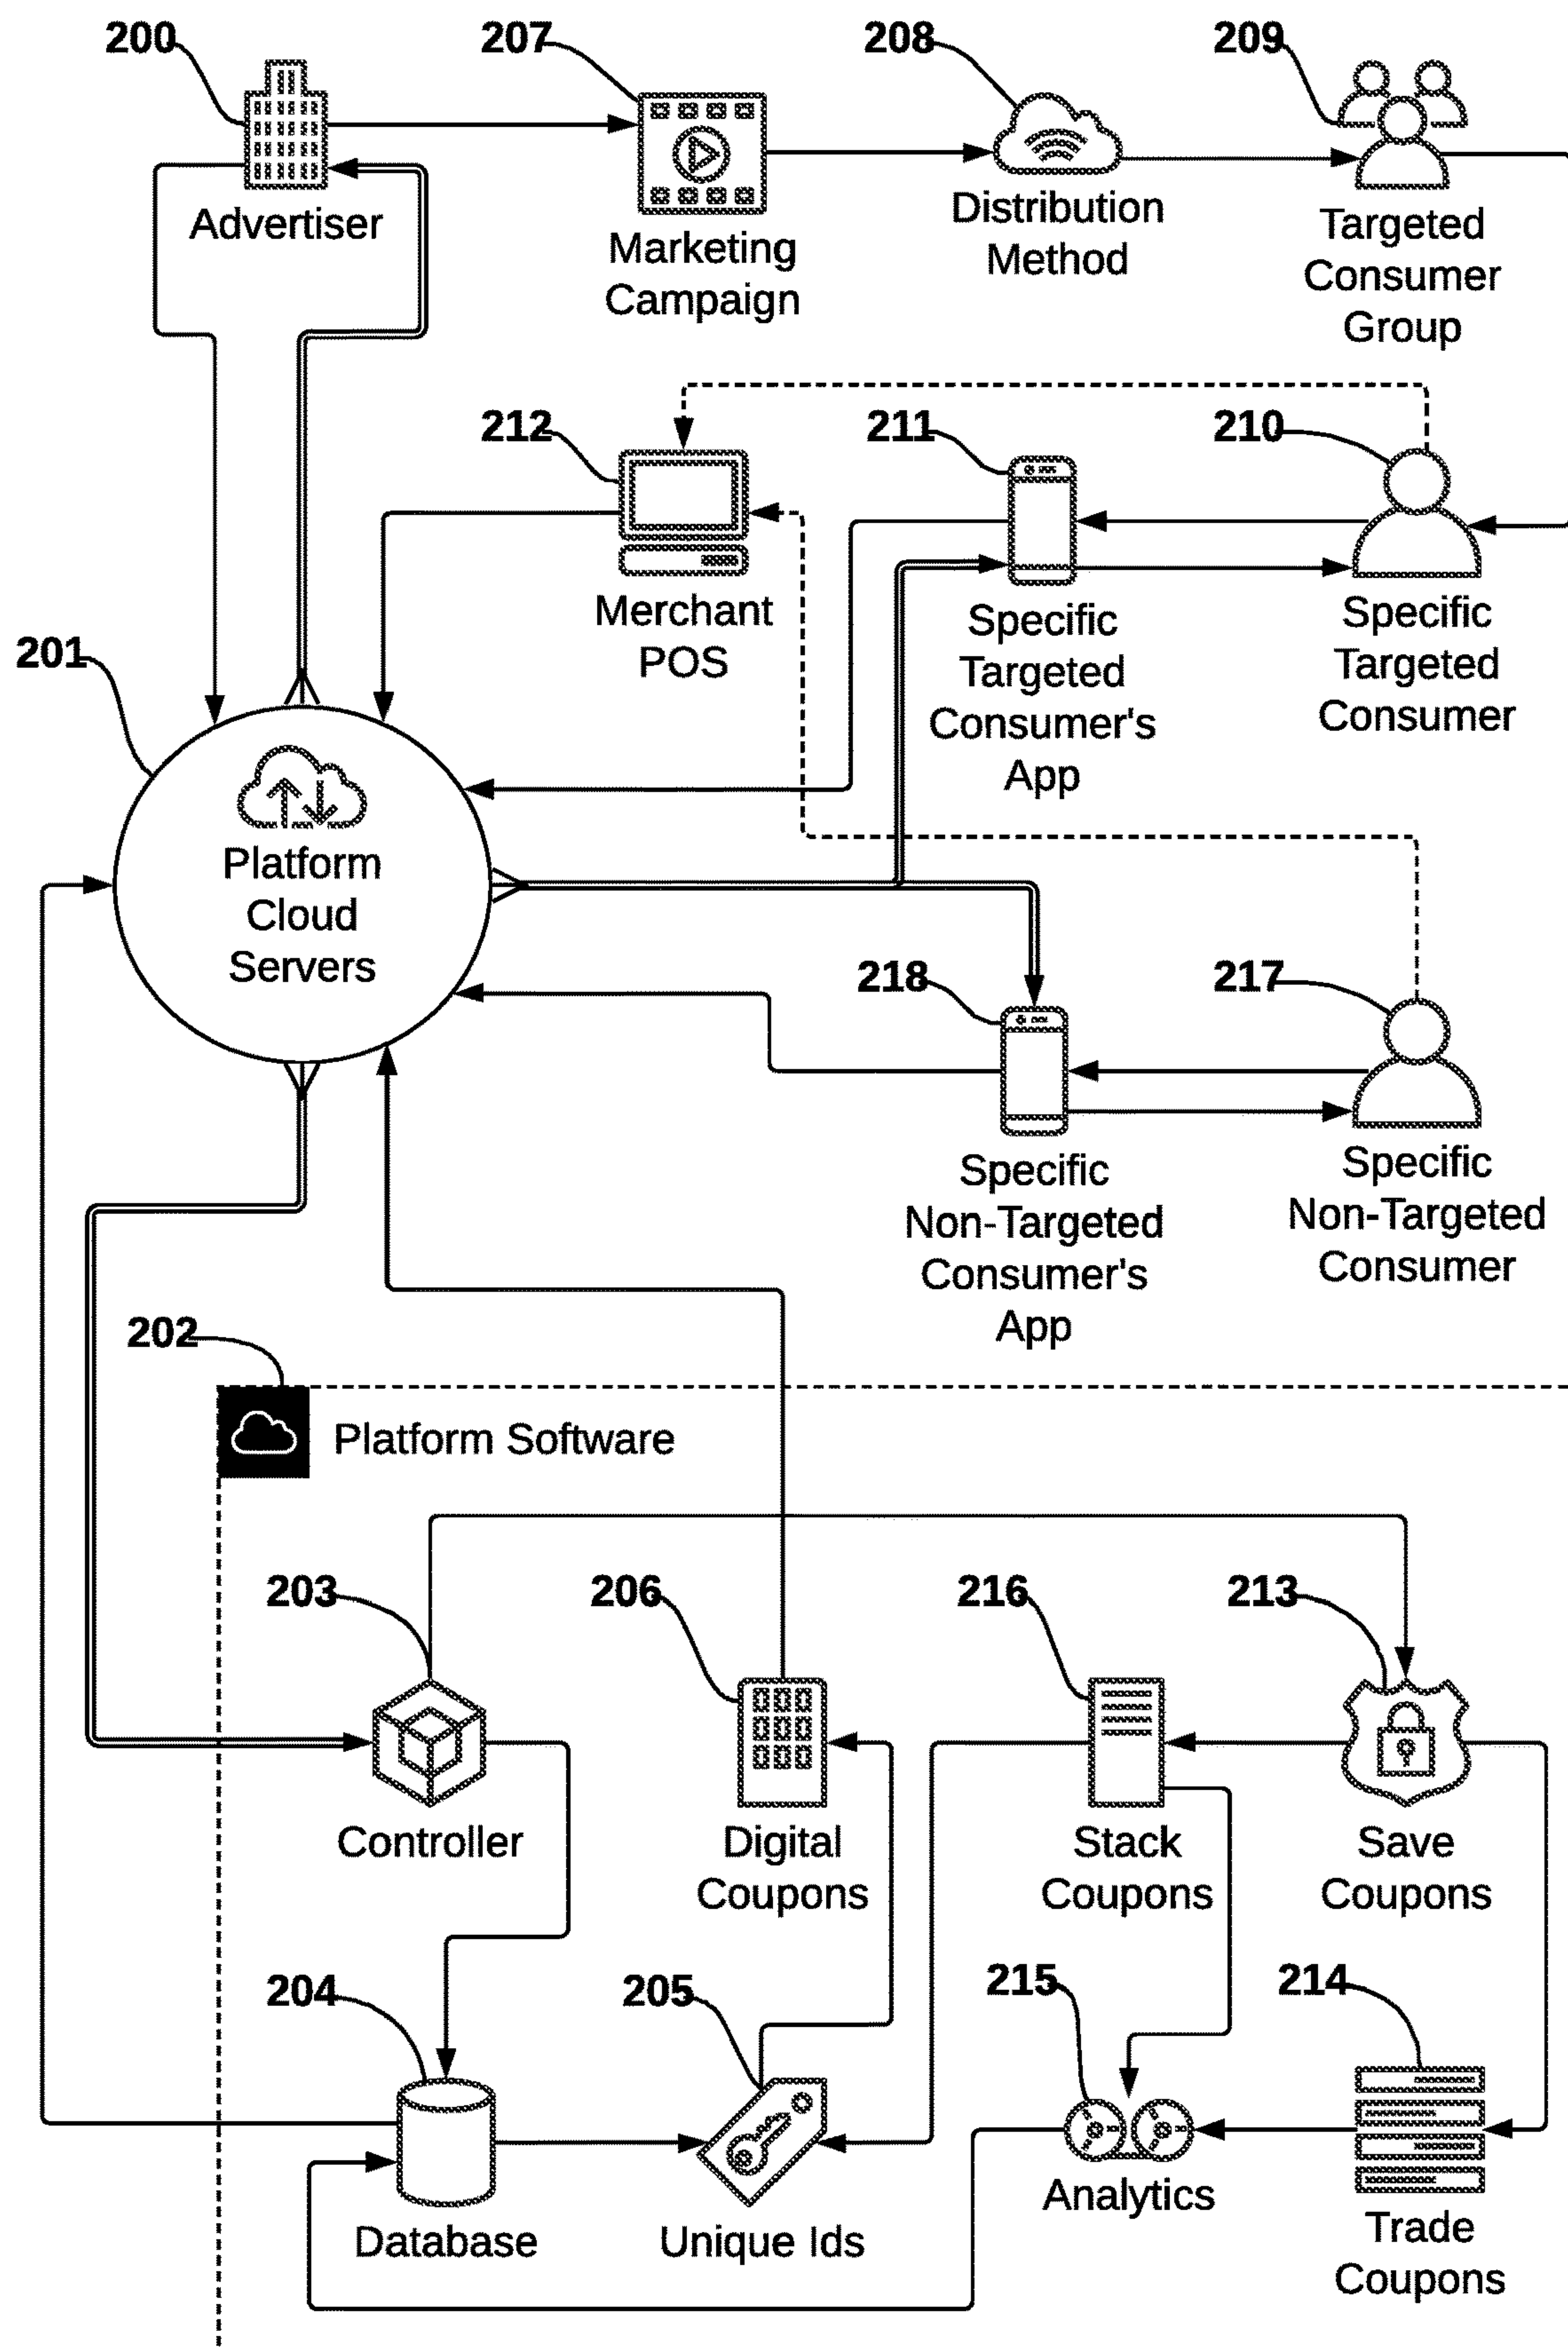 200
207
208
209
Advertiser
Marketing
Campaign
Distribution
Method
Targeted
Consumer
Group
212
211
210
Merchant
POS
Specific
Targeted
Consumer's
App
Specific
Targeted
Consumer
201
Platform
Cloud
Servers
218
217
Specific
Non-Targeted
Consumer's
App
Specific
Non-Targeted
Consumer
202
Platform Software
203
206
216
213
Controller
Digital
Coupons
Stack
Coupons
Save
Coupons
204
205
215
214
Database
Unique Ids
Analytics
Trade
Coupons